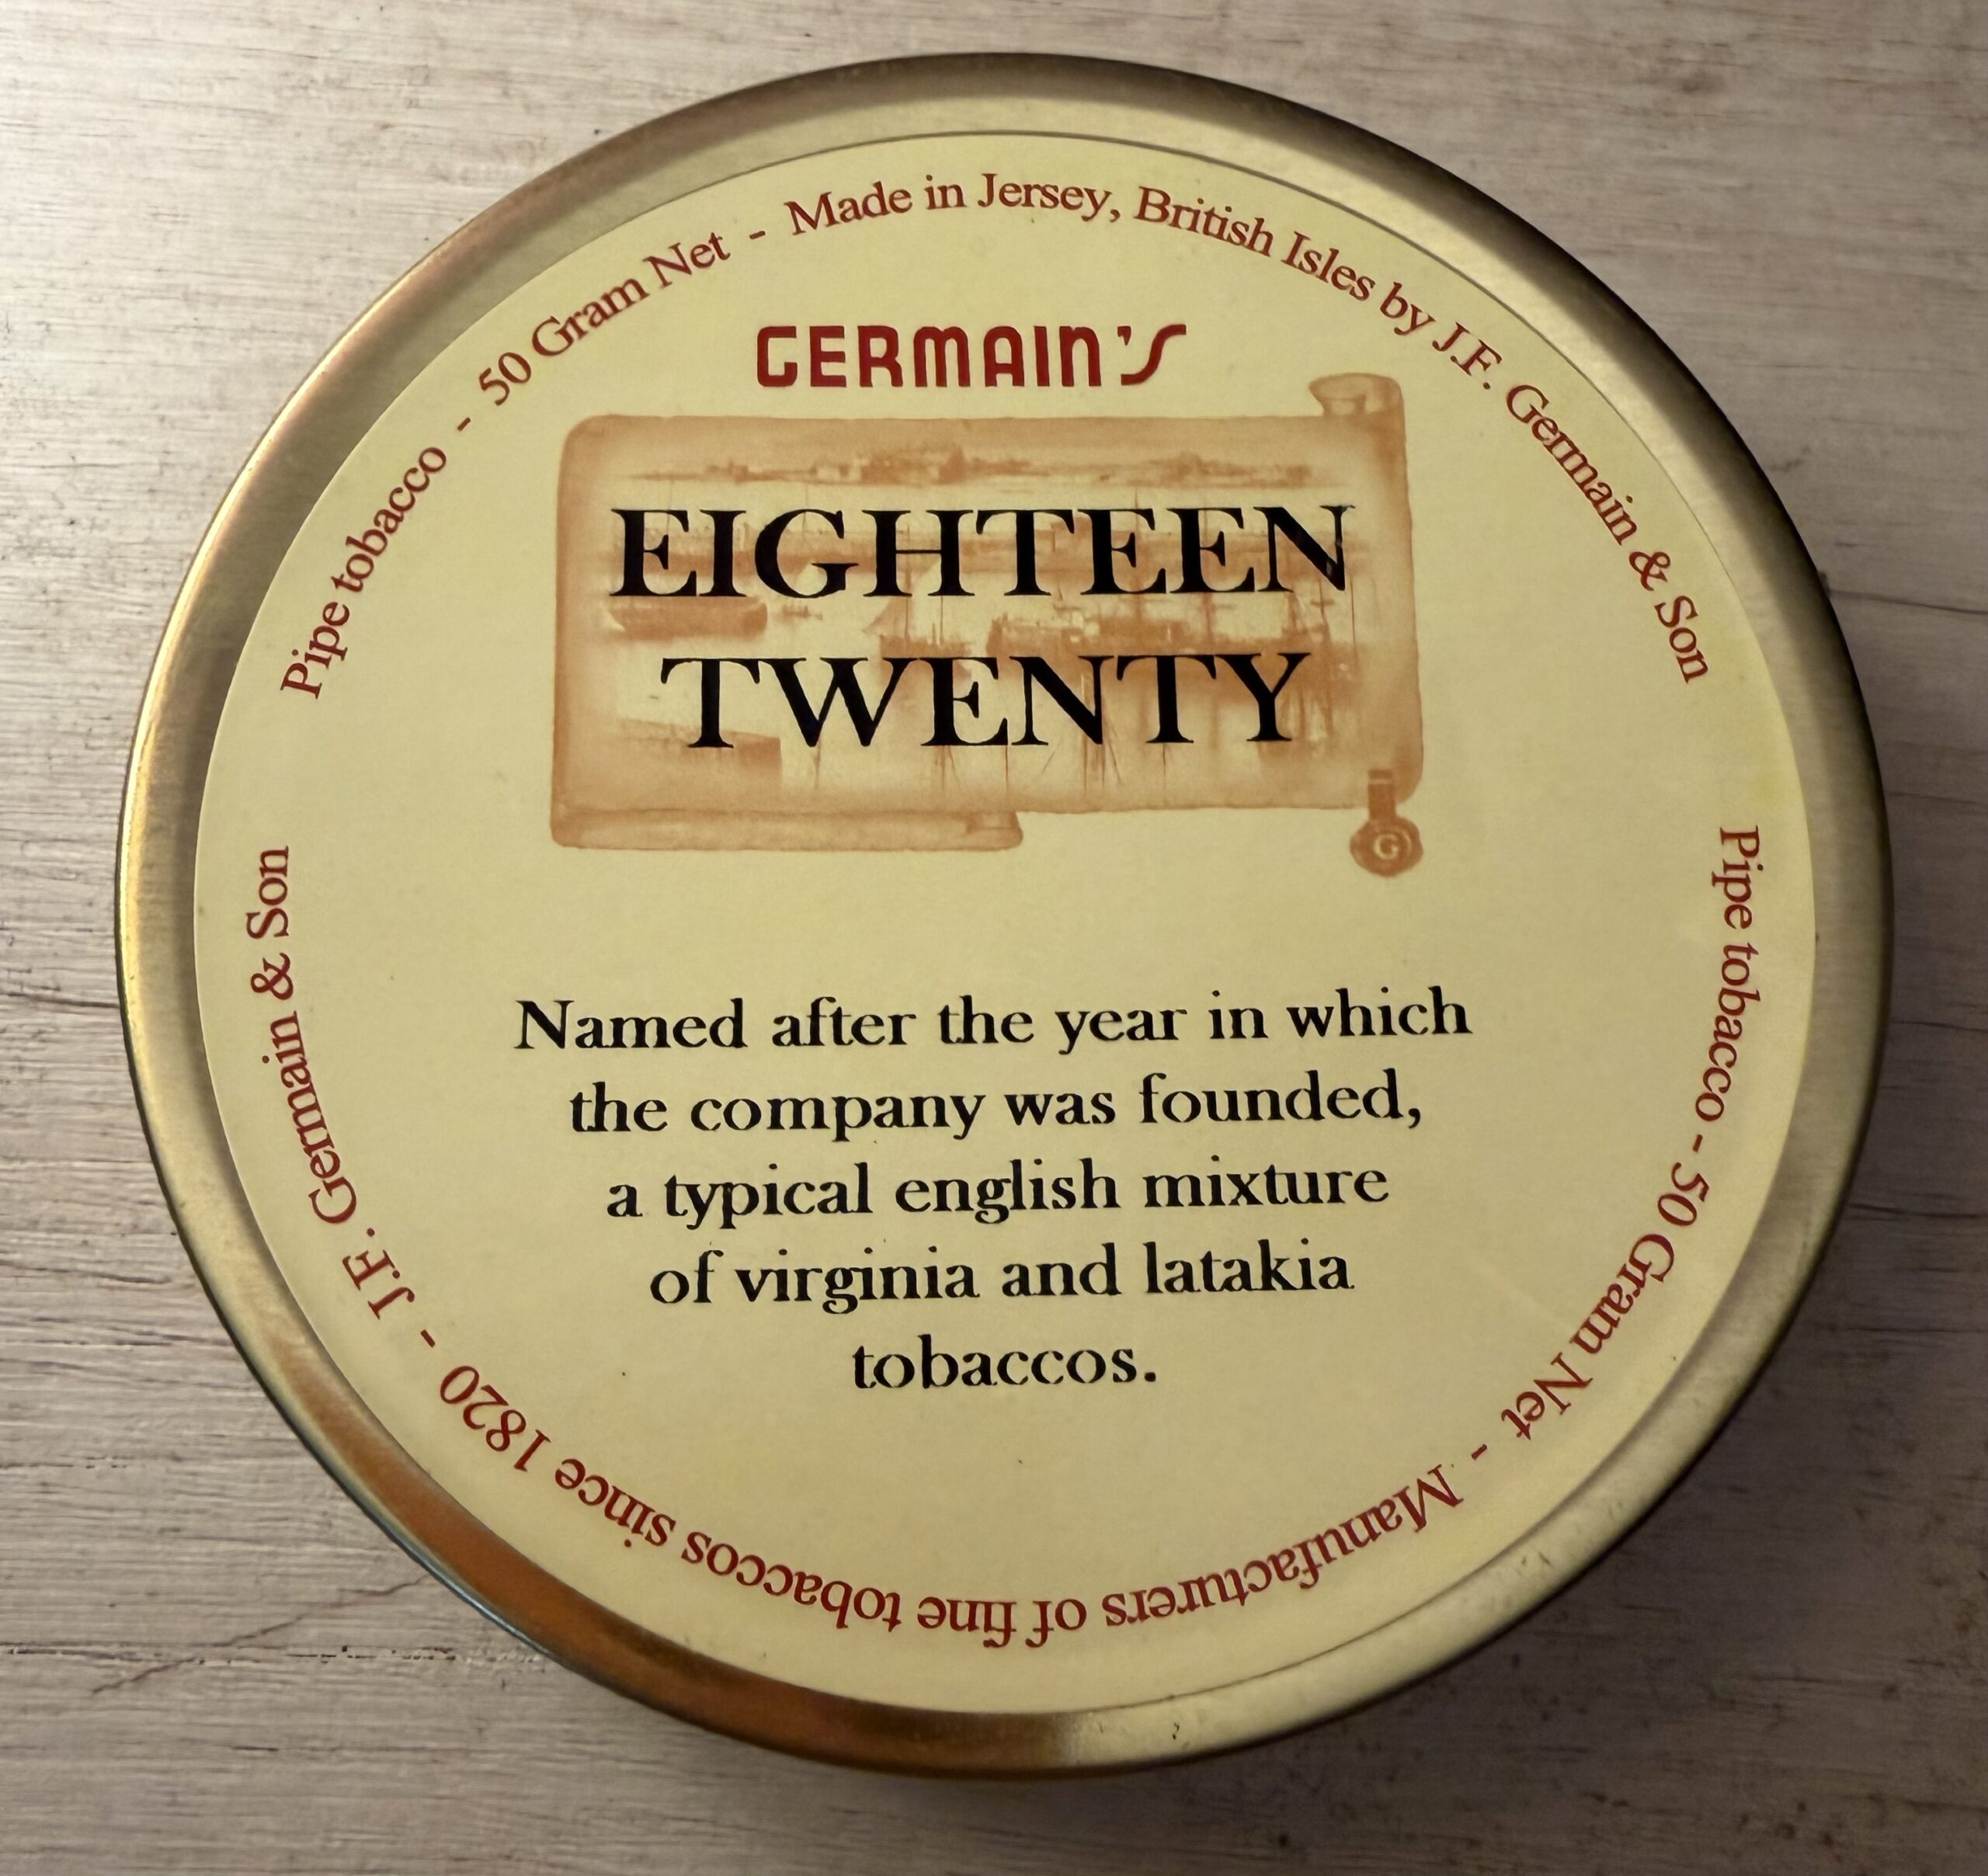 Pipe tobacco - 50 Gram Net - Made in Jersey, British Isles by J.F. Germain & Son
GERMAIN'S
EIGHTEEN
TWENTY
G
Named after the year in which
the company was founded,
a typical english mixture
of virginia and latakia
tobaccos.
Pipe tobacco - 50 Gram Net - Manufacturers of fine tobaccos since 1820 - J.F. Germain & Son